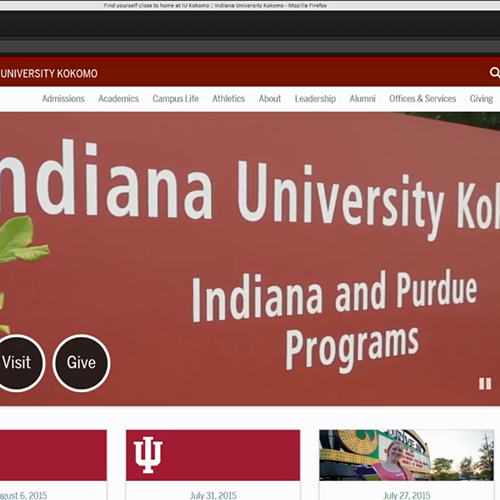 Find yourself close to home at IU Kokomo :: Indiana University Kokomo - Mozilla Firefox
UNIVERSITY KOKOMO
Admissions Academics Campus Life Athletics About Leadership Alumni Offices & Services Giving
ndiana University Kok
Indiana and Purdue
Programs
Visit Give
ugust 6, 2015 July 31, 2015 July 27, 2015